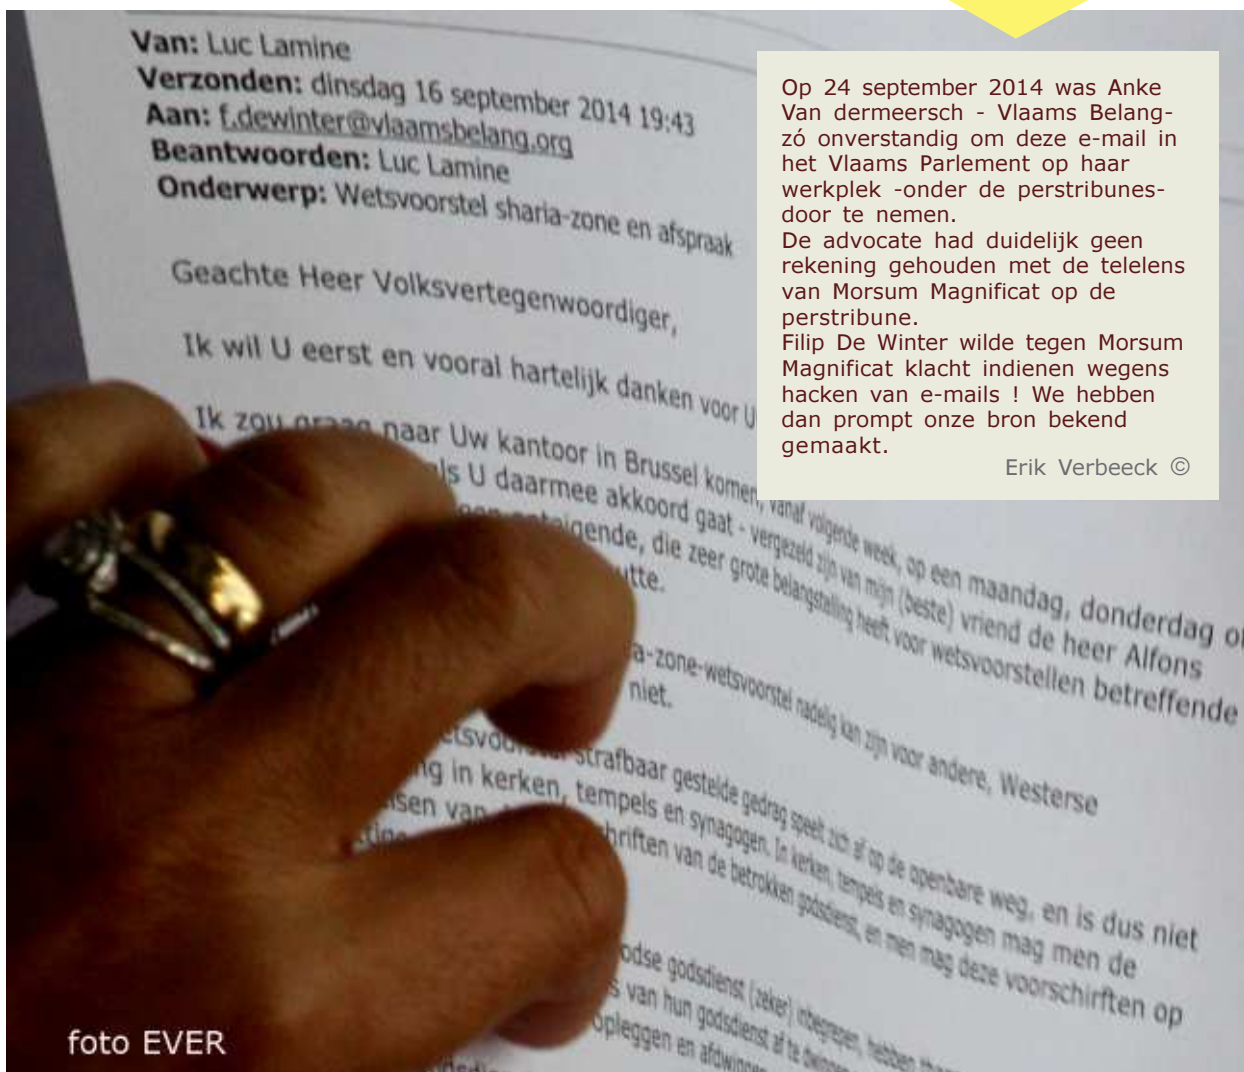 Van: Luc Lamine
Verzonden: dinsdag 16 september 2014 19:43
Aan: f.dewinter@vlaamsbelang.org
Beantwoorden: Luc Lamine
Onderwerp: Wetsvoorstel sharia-zone en afspraak
Geachte Heer Volksvertegenwoordiger,
Ik wil U eerst en vooral hartelijk danken voor
Ik zou graag naar Uw kantoor in Brussel komen, vanaf volgende week, op een maandag, donderdag of
als U daarmee akkoord gaat - vergezeld zijn van mijn (beste) vriend de heer Alfons
die zeer grote belangstelling heeft voor wetsvoorstellen betreffende
utte.
a-zone-wetsvoorstel nadelig kan zijn voor andere, Westerse
niet.
strafbaar gestelde gedrag speelt zich af op de openbare weg, en is dus niet
ng in kerken, tempels en synagogen. In kerken, tempels en synagogen mag men de
isen van
hriften van de betrokken godsdienst, en men mag deze voorschirften op
odse godsdienst (zeker) inbegrepen, hebben
s van hun godsdienst af te dwingen
opleggen en afdwingen
Op 24 september 2014 was Anke
Van dermeersch - Vlaams Belang-
zó onverstandig om deze e-mail in
het Vlaams Parlement op haar
werkplek -onder de perstribunes-
door te nemen.
De advocate had duidelijk geen
rekening gehouden met de telelens
van Morsum Magnificat op de
perstribune.
Filip De Winter wilde tegen Morsum
Magnificat klacht indienen wegens
hacken van e-mails ! We hebben
dan prompt onze bron bekend
gemaakt.
Erik Verbeeck ©
foto EVER